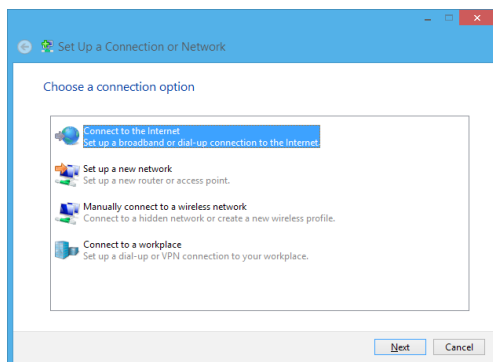 Set Up a Connection or Network
Choose a connection option
Connect to the Internet
Set up a broadband or dial-up connection to the Internet.
Set up a new network
Set up a new router or access point.
Manually connect to a wireless network
Connect to a hidden network or create a new wireless profile.
Connect to a workplace
Set up a dial-up or VPN connection to your workplace.
Next Cancel